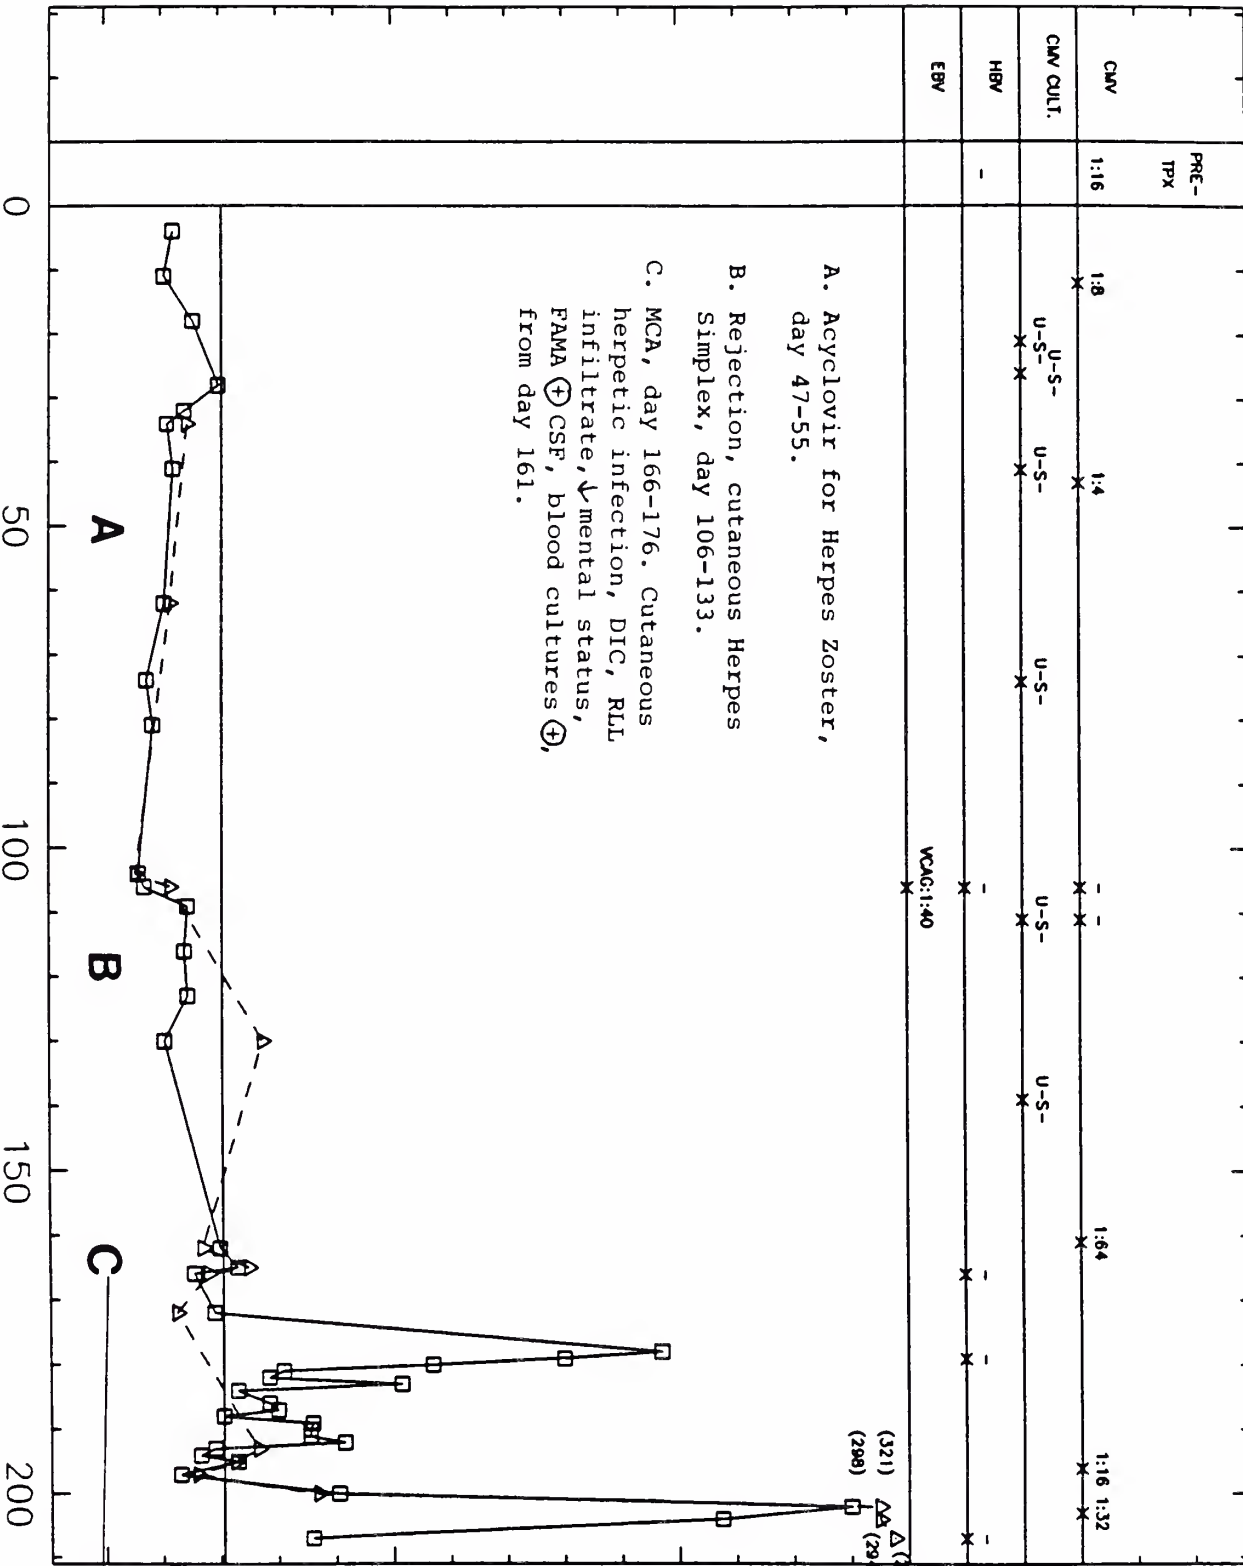 PRE-
TPX
CMV 1:16 1:8 1:4 - - 1:64 1:16 1:32
CMV CULT. U-S- U-S- U-S- U-S- U-S- U-S-
HBV - - - - -
EBV VCAG:1:40
A. Acyclovir for Herpes Zoster,
day 47-55.
B. Rejection, cutaneous Herpes
Simplex, day 106-133.
C. MCA, day 166-176. Cutaneous
herpetic infection, DIC, RLL
infiltrate, ↓ mental status,
FAMA ⊕ CSF, blood cultures ⊕,
from day 161.
(321)
(298)
A B C
0 50 100 150 200